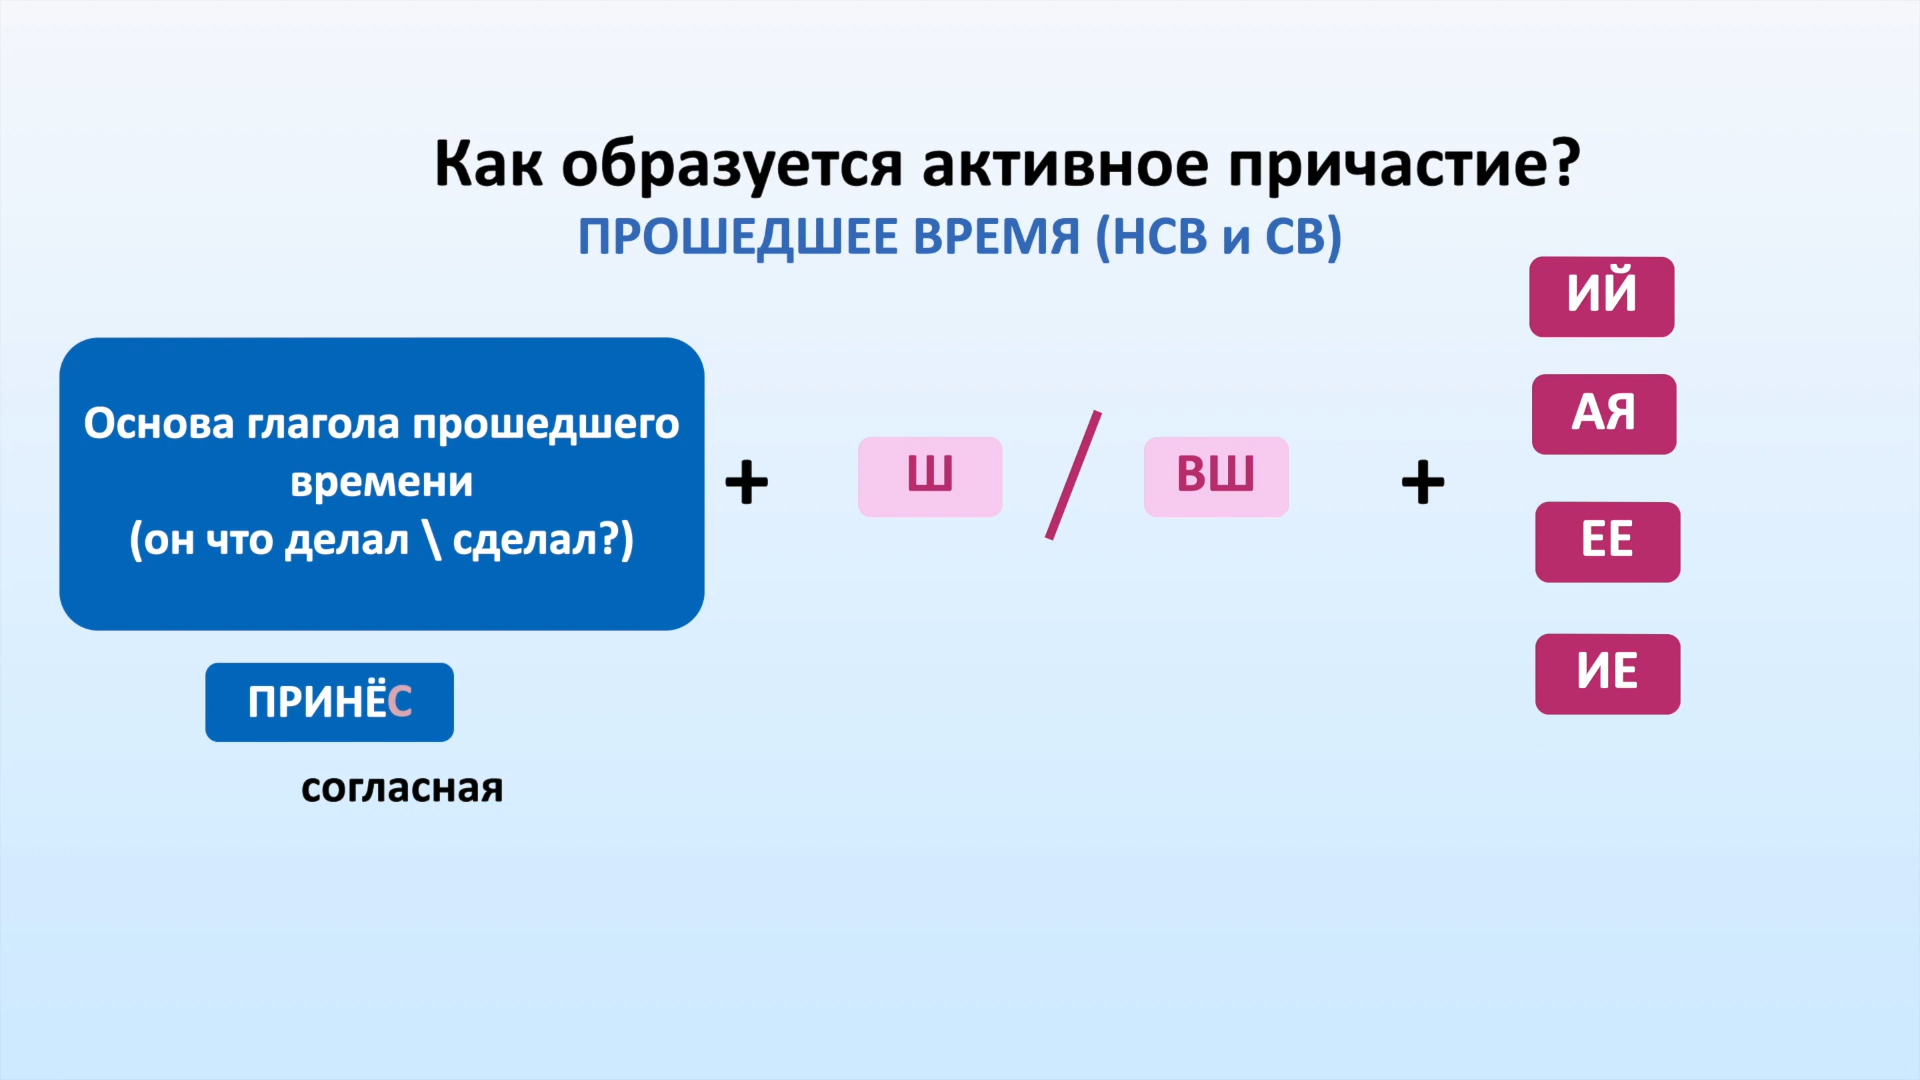 Как образуется активное причастие?
ПРОШЕДШЕЕ ВРЕМЯ (НСВ и СВ)
Основа глагола прошедшего
времени
(он что делал \ сделал?)
+
Ш
/
ВШ
+
ИЙ
АЯ
ЕЕ
ИЕ
ПРИНЁС
согласная